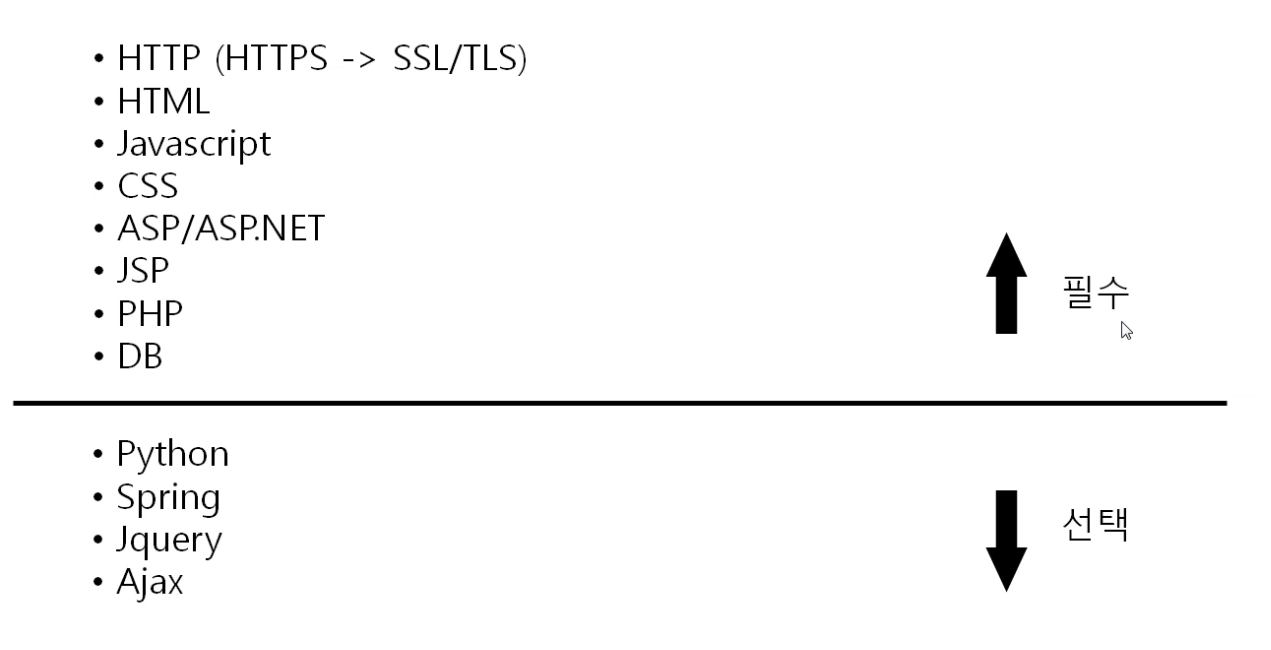 • HTTP (HTTPS -> SSL/TLS)
• HTML
• Javascript
• CSS
• ASP/ASP.NET
• JSP
• PHP
• DB
필수
• Python
• Spring
• Jquery
• Ajax
선택